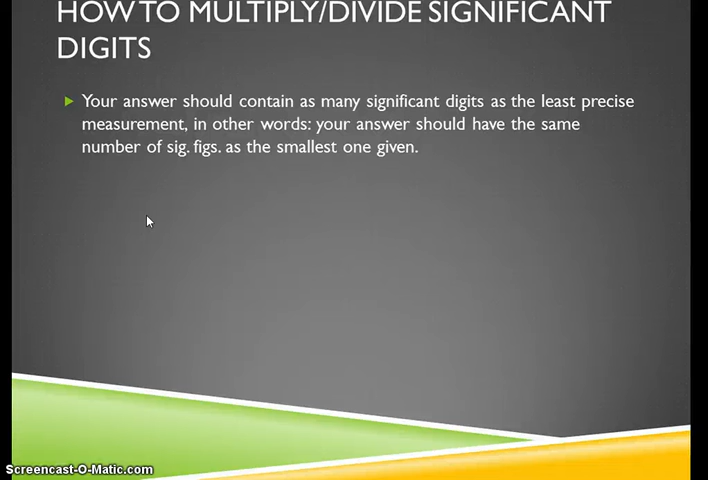 HOW TO MULTIPLY/DIVIDE SIGNIFICANT
DIGITS
Your answer should contain as many significant digits as the least precise
measurement, in other words: your answer should have the same
number of sig. figs. as the smallest one given.
Screencast-O-Matic.com